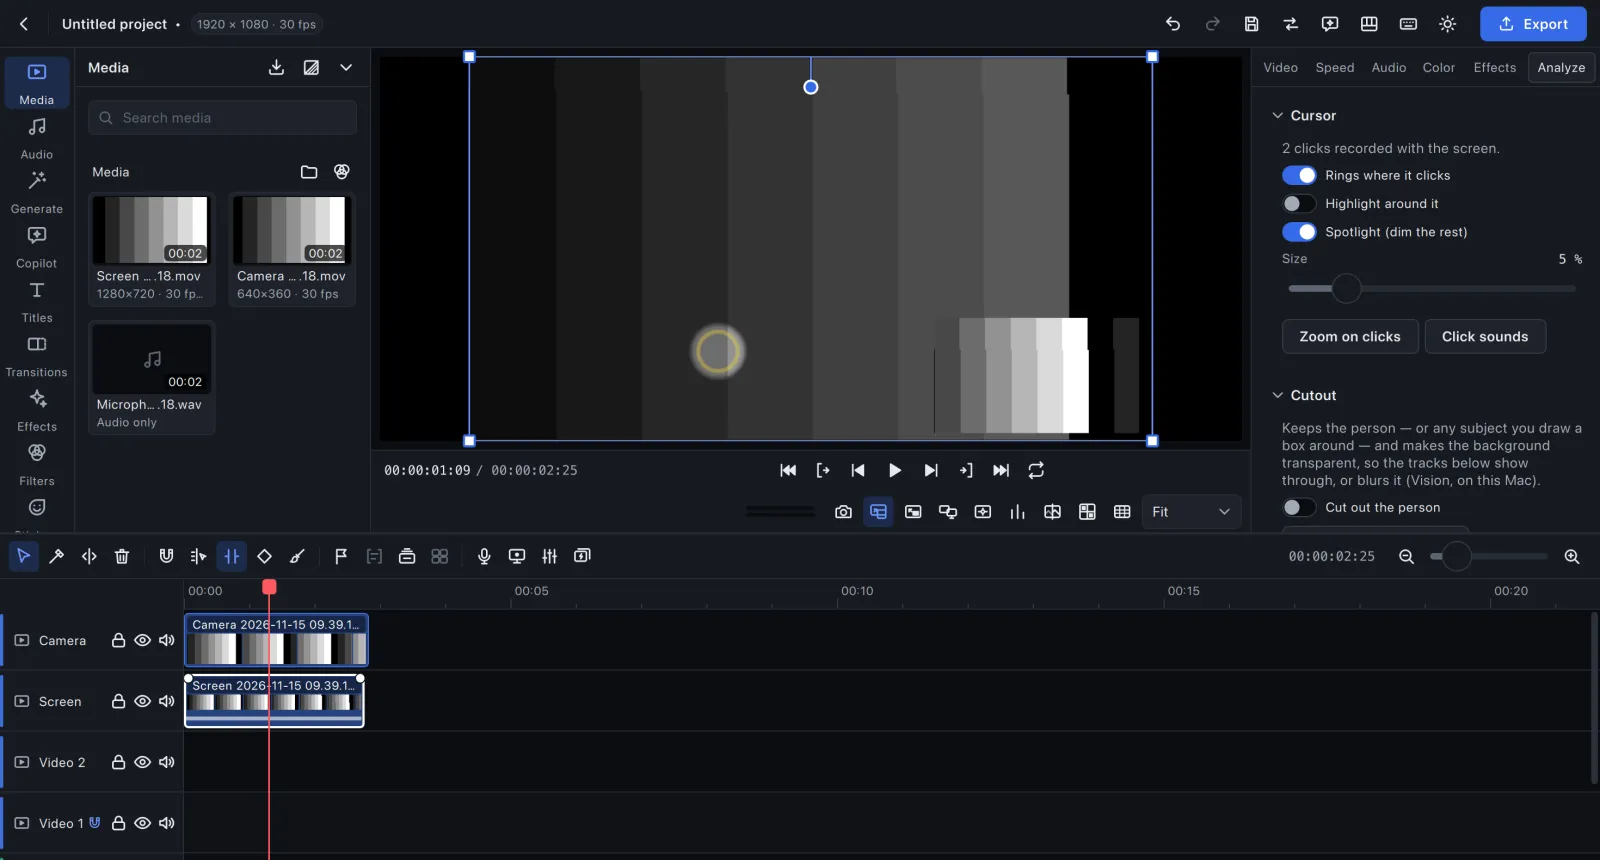 Untitled project •
1920 × 1080 · 30 fps
Export
Media
Audio
Generate
Copilot
Titles
Transitions
Effects
Filters
Media
Search media
Media
00:02
Screen ... .18.mov
1280×720 · 30 fp...
00:02
Camera ... .18.mov
640×360 · 30 fps
00:02
Microph... .18.wav
Audio only
00:00:01:09 / 00:00:02:25
Fit
Video
Speed
Audio
Color
Effects
Analyze
Cursor
2 clicks recorded with the screen.
Rings where it clicks
Highlight around it
Spotlight (dim the rest)
Size
5 %
Zoom on clicks
Click sounds
Cutout
Keeps the person — or any subject you draw a
box around — and makes the background
transparent, so the tracks below show
through, or blurs it (Vision, on this Mac).
Cut out the person
00:00:02:25
00:00
00:05
00:10
00:15
00:20
Camera
Camera 2026-11-15 09.39.1...
Screen
Screen 2026-11-15 09.39.1...
Video 2
Video 1